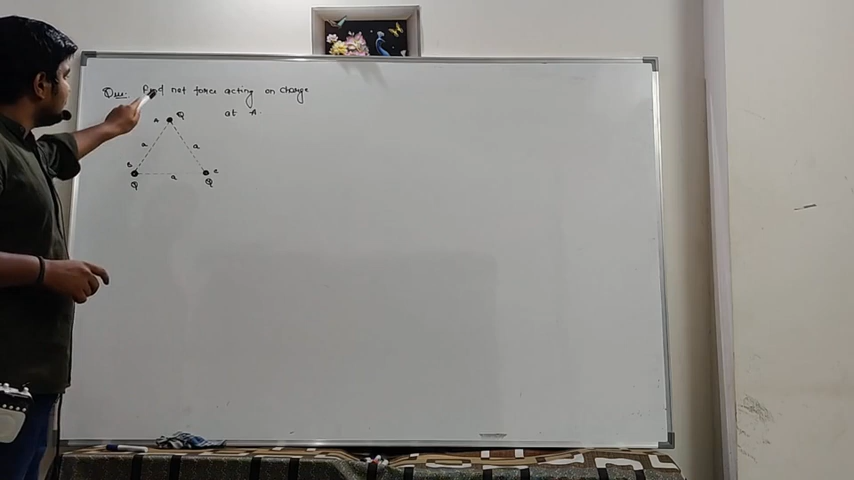 Que: Find net force acting on charge
at A.
A Q
a a
B C
Q a Q